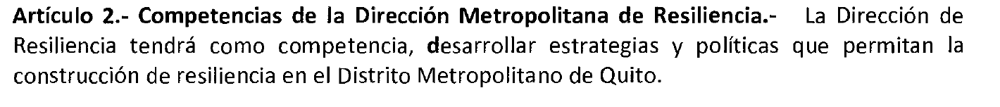 Artículo 2.- Competencias de la Dirección Metropolitana de Resiliencia.- La Dirección de
Resiliencia tendrá como competencia, desarrollar estrategias y políticas que permitan la
construcción de resiliencia en el Distrito Metropolitano de Quito.